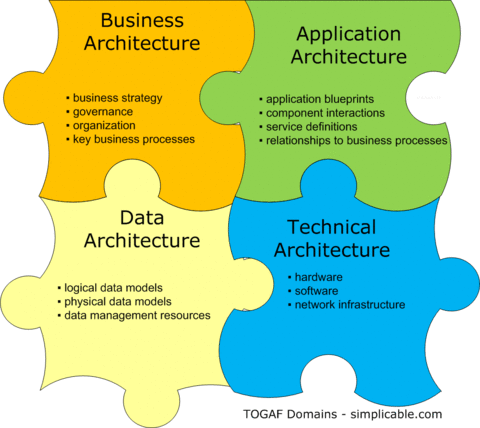 Business
Architecture
• business strategy
• governance
• organization
• key business processes
Application
Architecture
• application blueprints
• component interactions
• service definitions
• relationships to business processes
Data
Architecture
• logical data models
• physical data models
• data management resources
Technical
Architecture
• hardware
• software
• network infrastructure
TOGAF Domains - simplicable.com